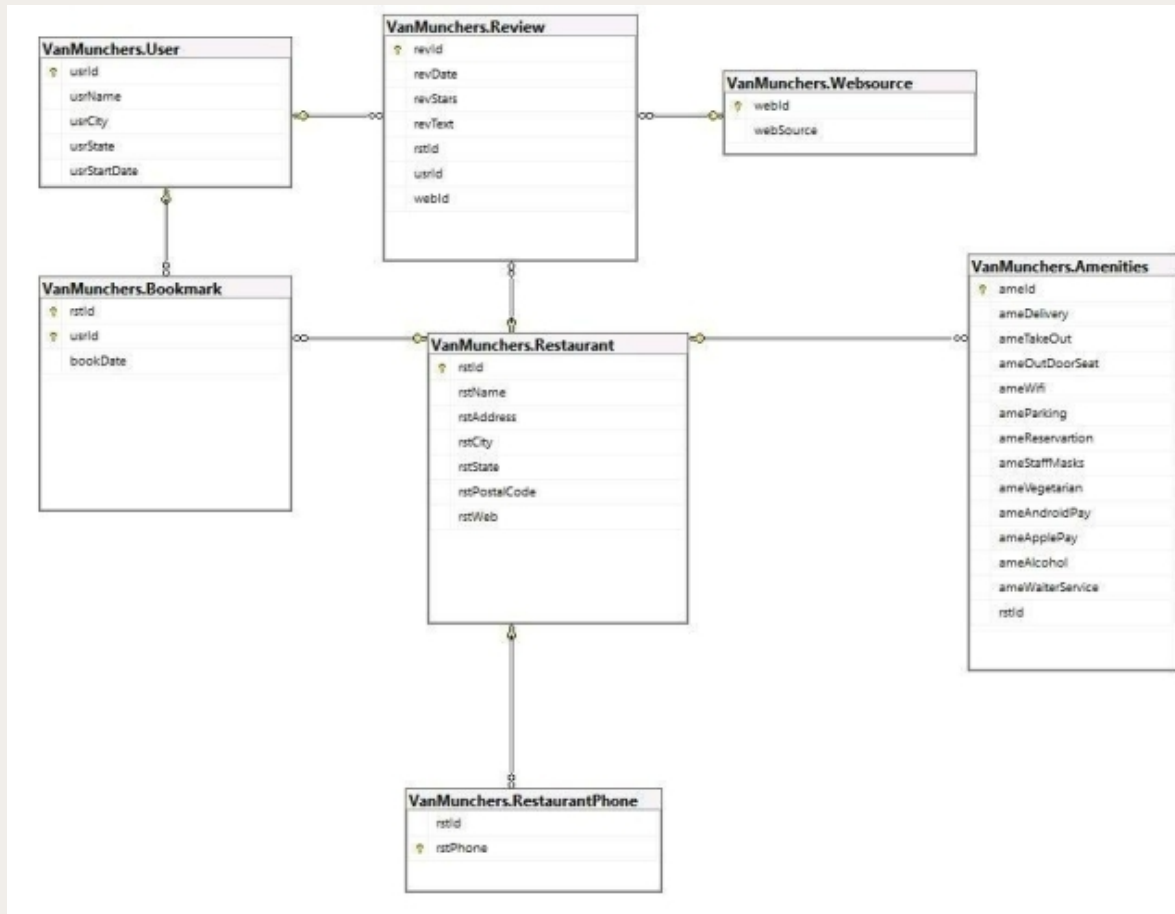 VanMunchers.User
usrId
usrName
usrCity
usrState
usrStartDate
VanMunchers.Review
revId
revDate
revStars
revText
rstId
usrId
webId
VanMunchers.Websource
webId
webSource
VanMunchers.Bookmark
rstId
usrId
bookDate
VanMunchers.Restaurant
rstId
rstName
rstAddress
rstCity
rstState
rstPostalCode
rstWeb
VanMunchers.Amenities
ameId
ameDelivery
ameTakeOut
ameOutDoorSeat
ameWifi
ameParking
ameReservartion
ameStaffMasks
ameVegetarian
ameAndroidPay
ameApplePay
ameAlcohol
ameWaiterService
rstId
VanMunchers.RestaurantPhone
rstId
rstPhone